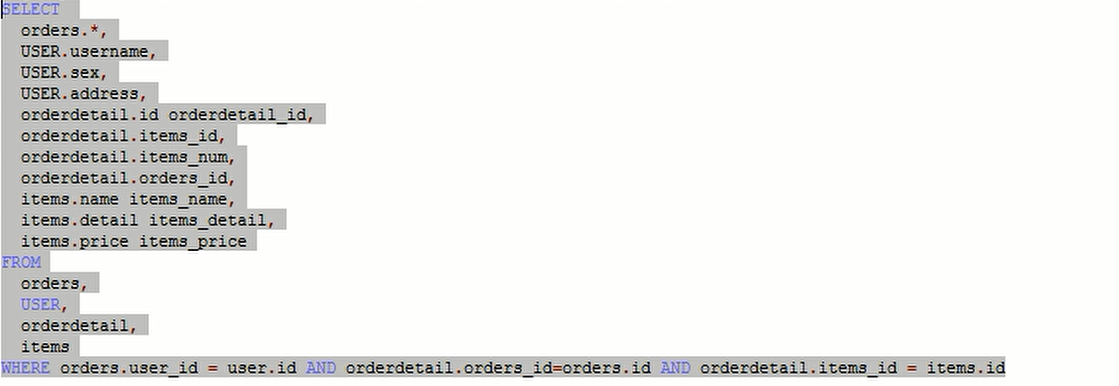 SELECT
orders.*,
USER.username,
USER.sex,
USER.address,
orderdetail.id orderdetail_id,
orderdetail.items_id,
orderdetail.items_num,
orderdetail.orders_id,
items.name items_name,
items.detail items_detail,
items.price items_price
FROM
orders,
USER,
orderdetail,
items
WHERE orders.user_id = user.id AND orderdetail.orders_id=orders.id AND orderdetail.items_id = items.id